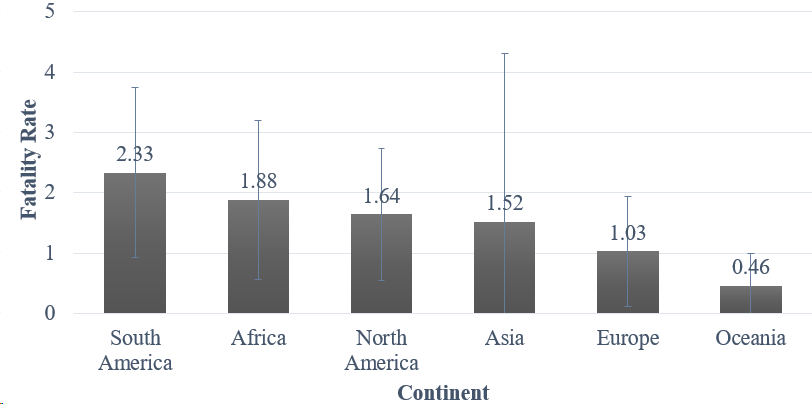 5
4
3
2
1
0
Fatality Rate
2.33
1.88
1.64
1.52
1.03
0.46
South
America
Africa
North
America
Asia
Europe
Oceania
Continent